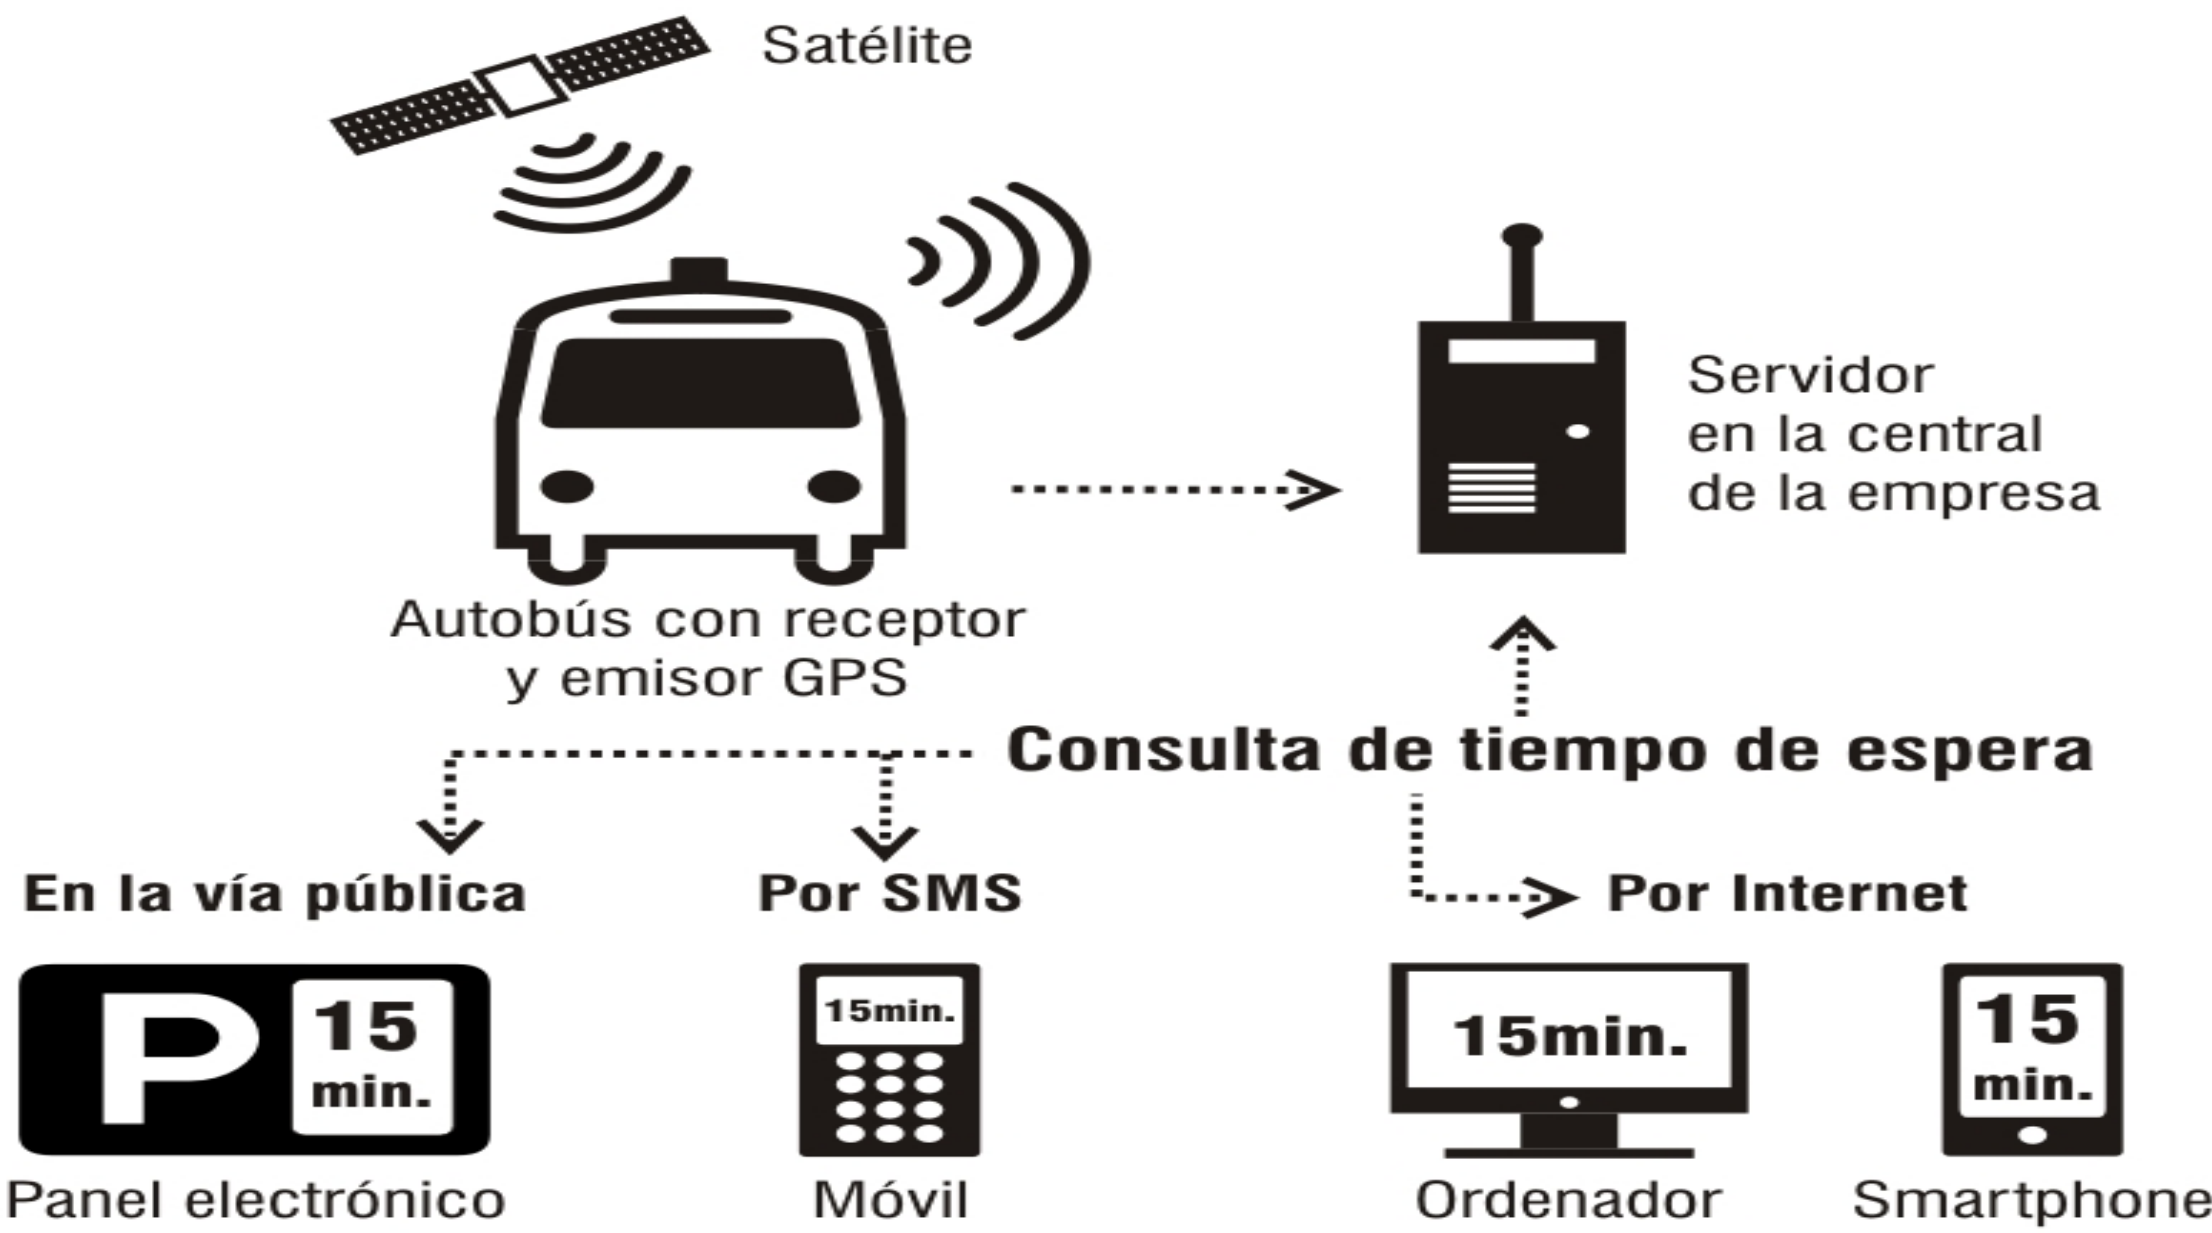 Satélite
Servidor
en la central
de la empresa
Autobús con receptor
y emisor GPS
Consulta de tiempo de espera
En la vía pública
Por SMS
Por Internet
P
15
min.
15min.
15min.
15
min.
Panel electrónico
Móvil
Ordenador
Smartphone